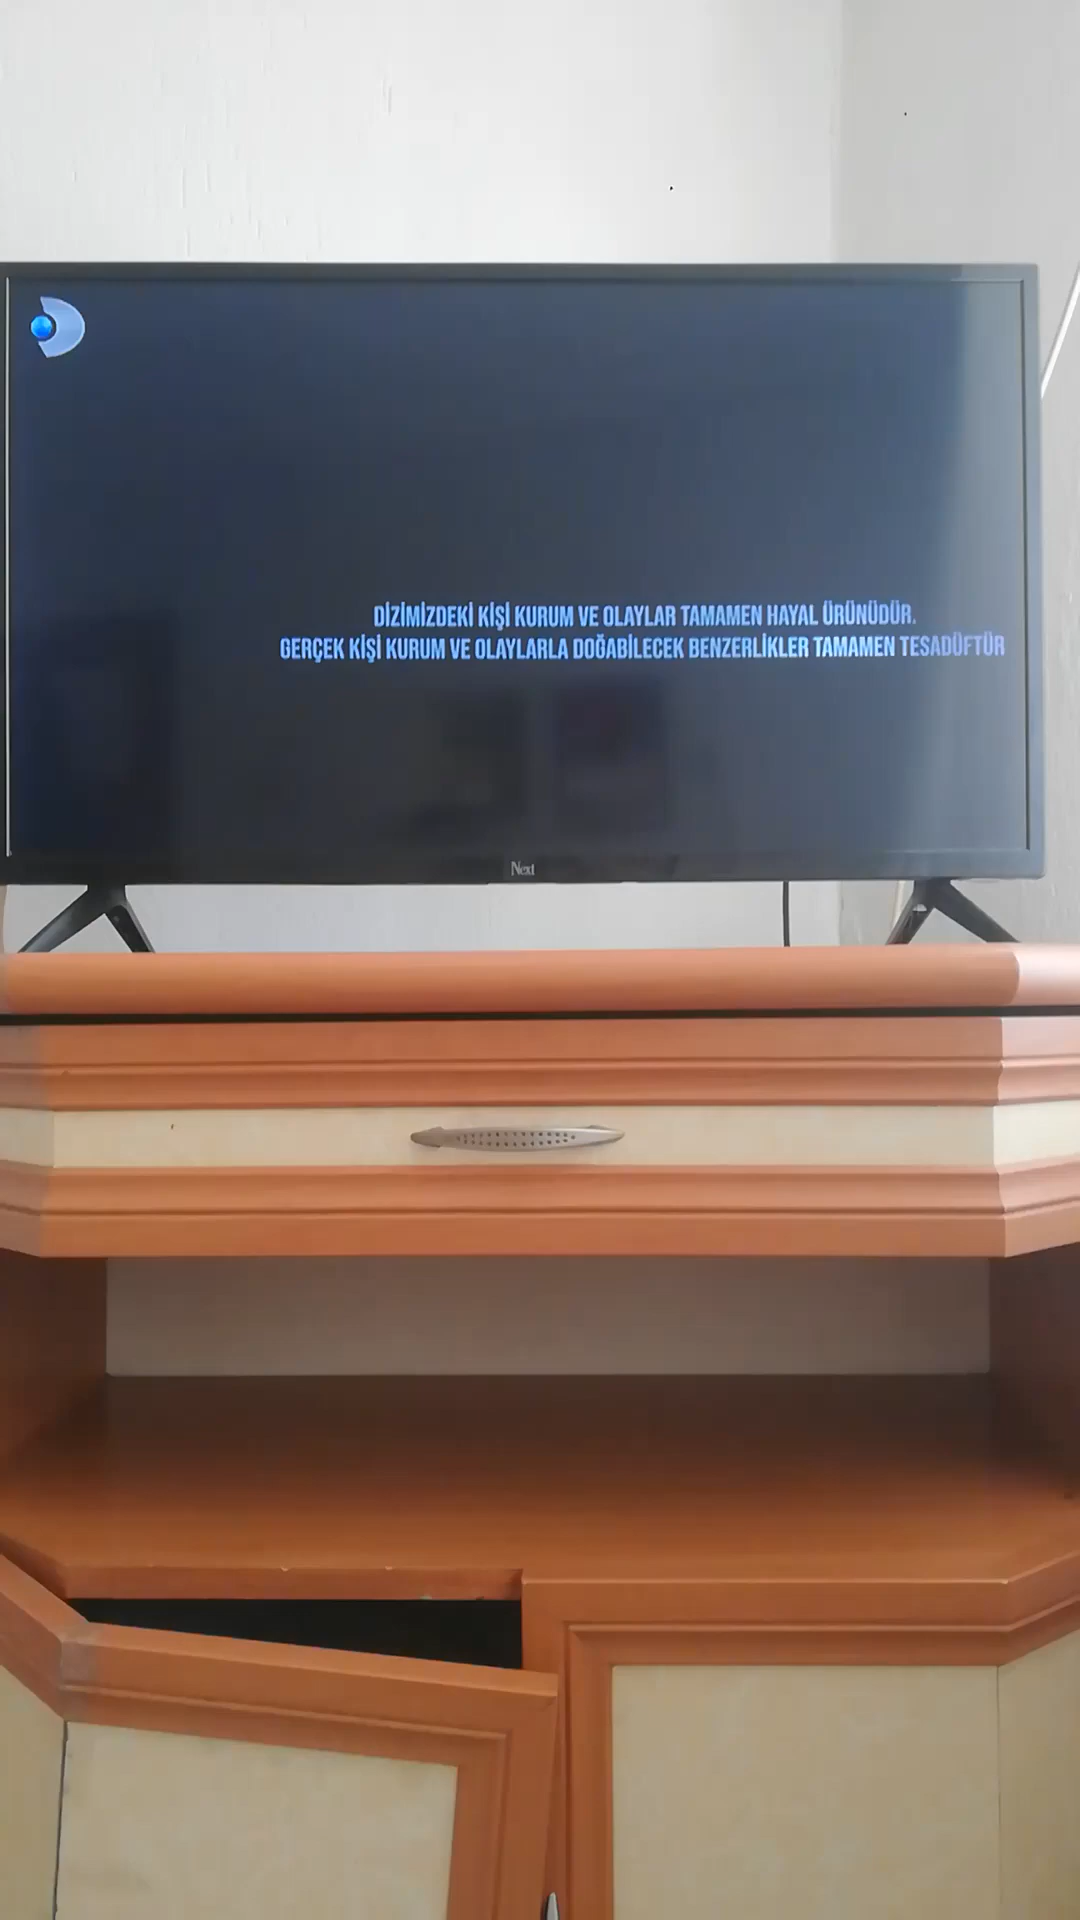 DİZİMİZDEKİ KİŞİ KURUM VE OLAYLAR TAMAMEN HAYAL ÜRÜNÜDÜR.
GERÇEK KİŞİ KURUM VE OLAYLARLA DOĞABİLECEK BENZERLİKLER TAMAMEN TESADÜFTÜR
Next